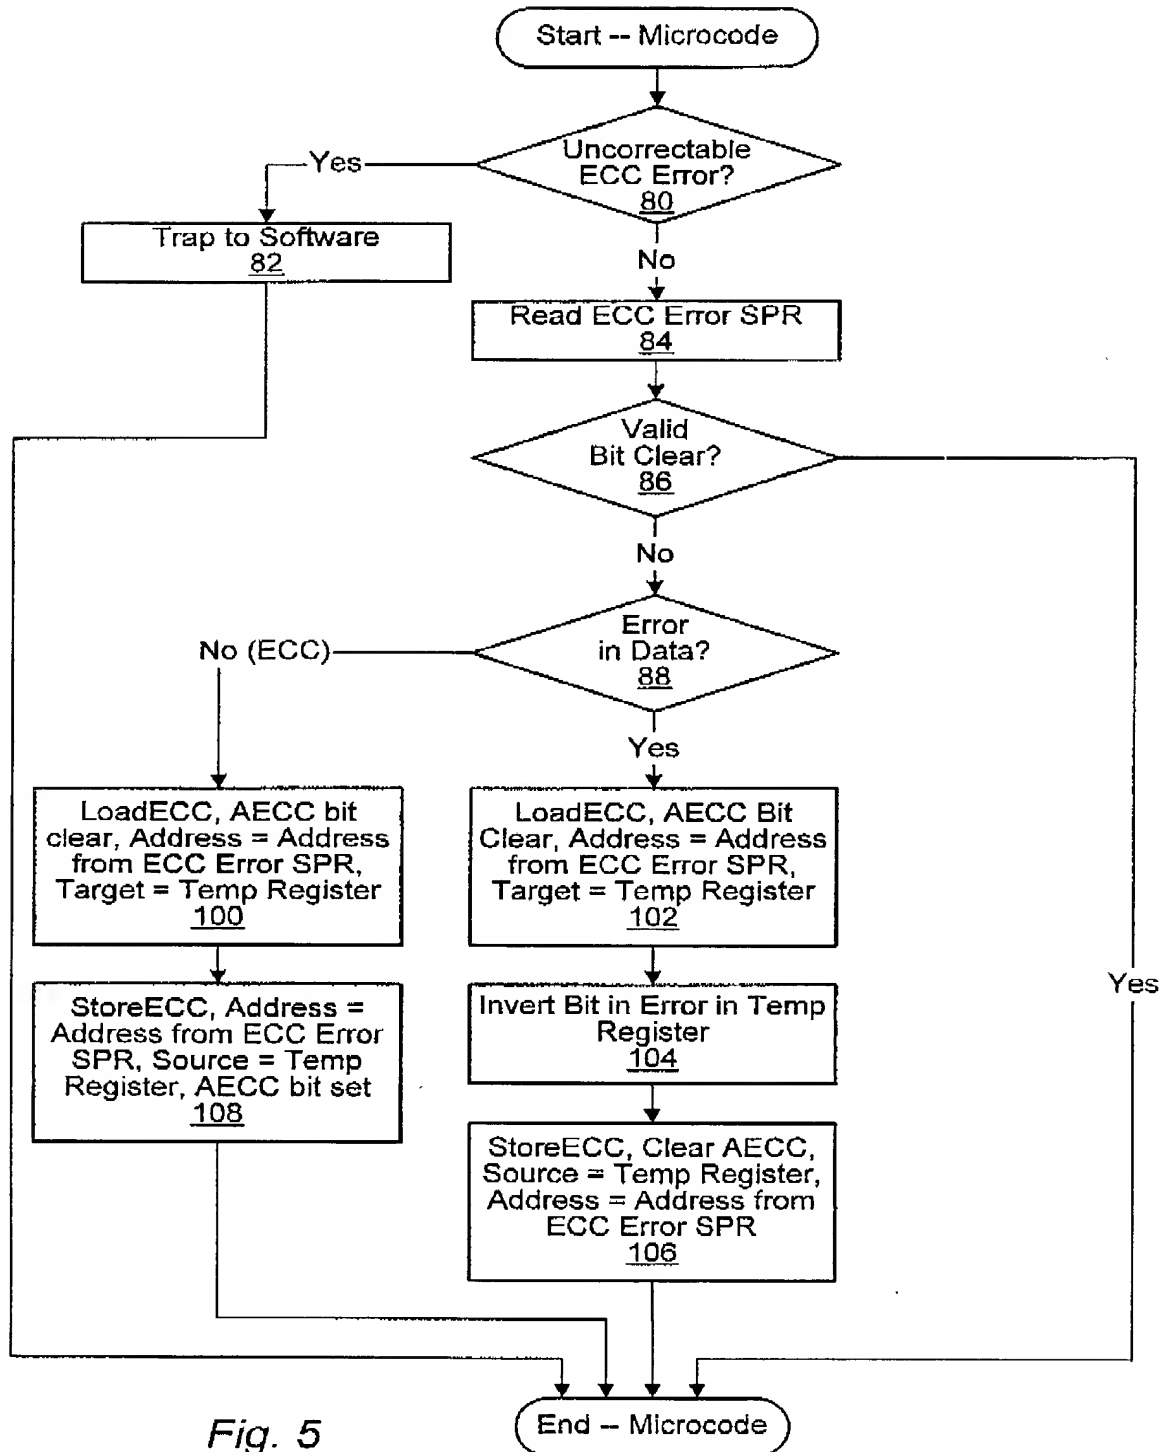 Start -- Microcode
Uncorrectable
ECC Error?
80
Yes
Trap to Software
82
No
Read ECC Error SPR
84
Valid
Bit Clear?
86
No
Error
in Data?
88
No (ECC)
Yes
LoadECC, AECC bit
clear, Address = Address
from ECC Error SPR,
Target = Temp Register
100
LoadECC, AECC Bit
Clear, Address = Address
from ECC Error SPR,
Target = Temp Register
102
Yes
StoreECC, Address =
Address from ECC Error
SPR, Source = Temp
Register, AECC bit set
108
Invert Bit in Error in Temp
Register
104
StoreECC, Clear AECC,
Source = Temp Register,
Address = Address from
ECC Error SPR
106
End -- Microcode
Fig. 5